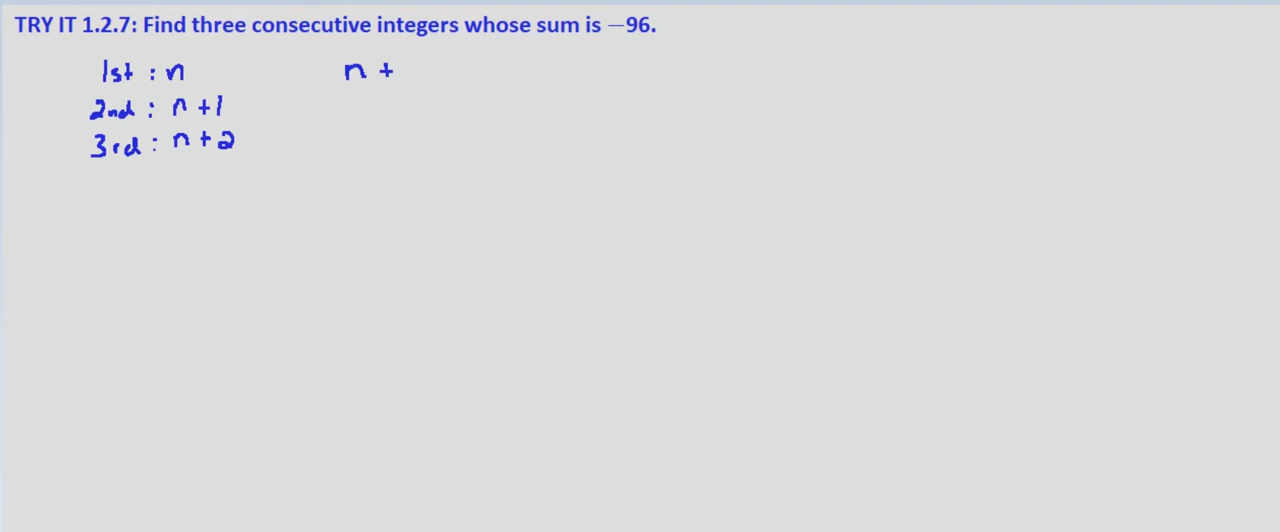 TRY IT 1.2.7: Find three consecutive integers whose sum is −96.
1st : n
n +
2nd : n + 1
3rd : n + 2